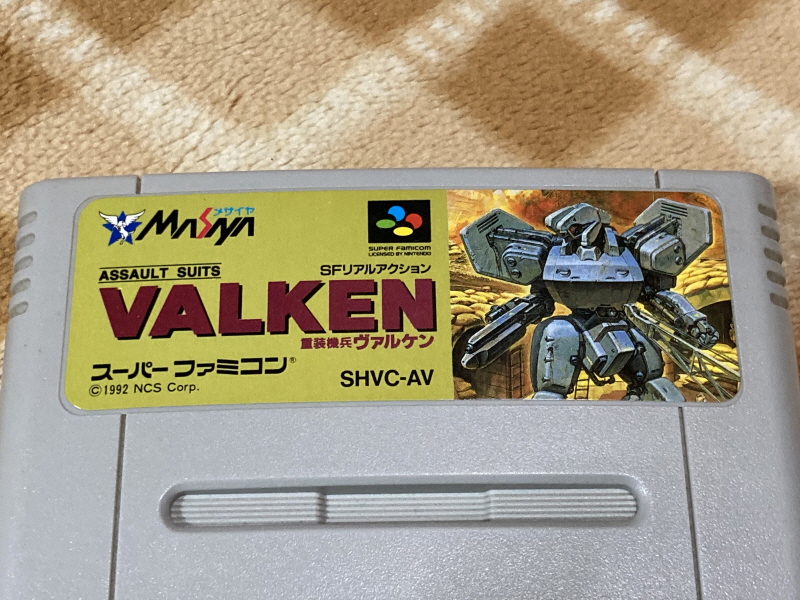 メサイヤ
MASAYA
SUPER FAMICOM
LICENSED BY NINTENDO
ASSAULT SUITS
SFリアルアクション
VALKEN
重装機兵ヴァルケン
スーパー ファミコン®
©1992 NCS Corp.
SHVC-AV